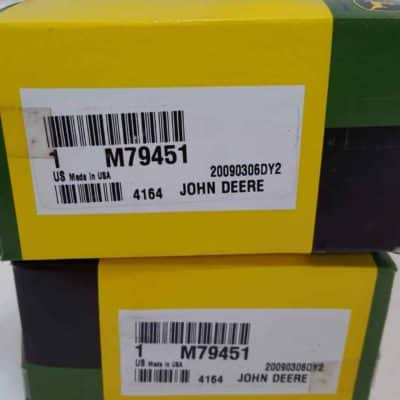 1 M79451
20090306DY2
US Made in USA
4164 JOHN DEERE
1 M79451
20090306DY2
US Made in USA
4164 JOHN DEERE